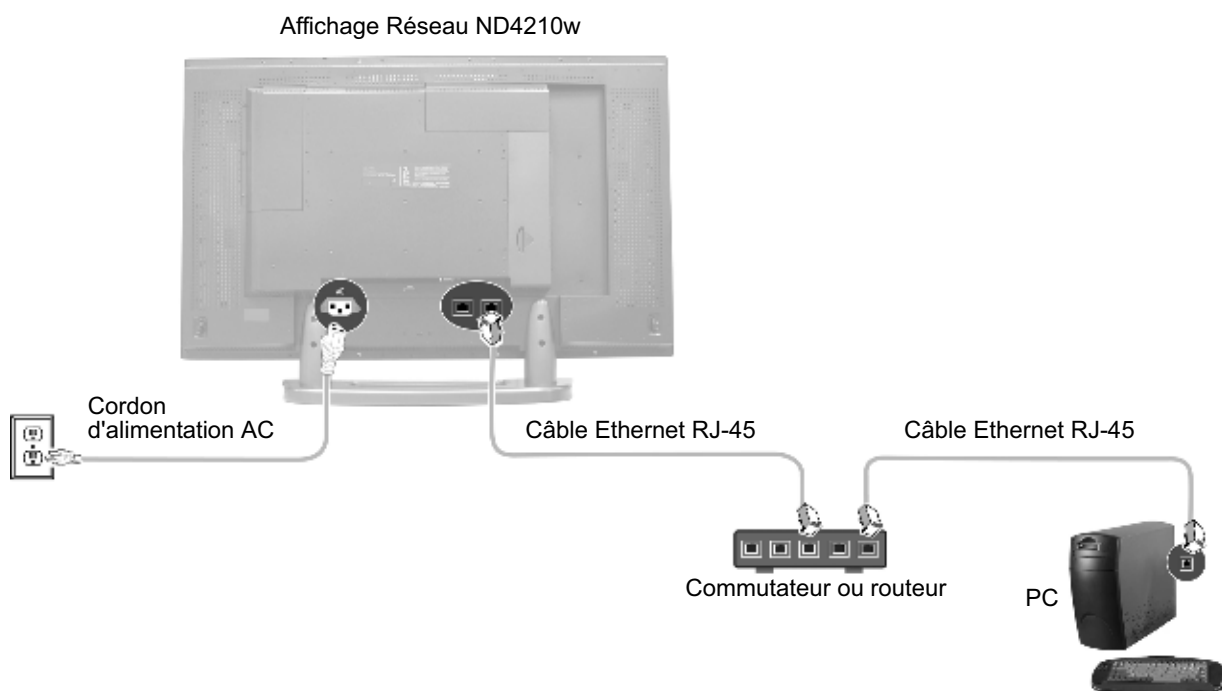 Affichage Réseau ND4210w
Cordon
d'alimentation AC
Câble Ethernet RJ-45
Câble Ethernet RJ-45
Commutateur ou routeur
PC